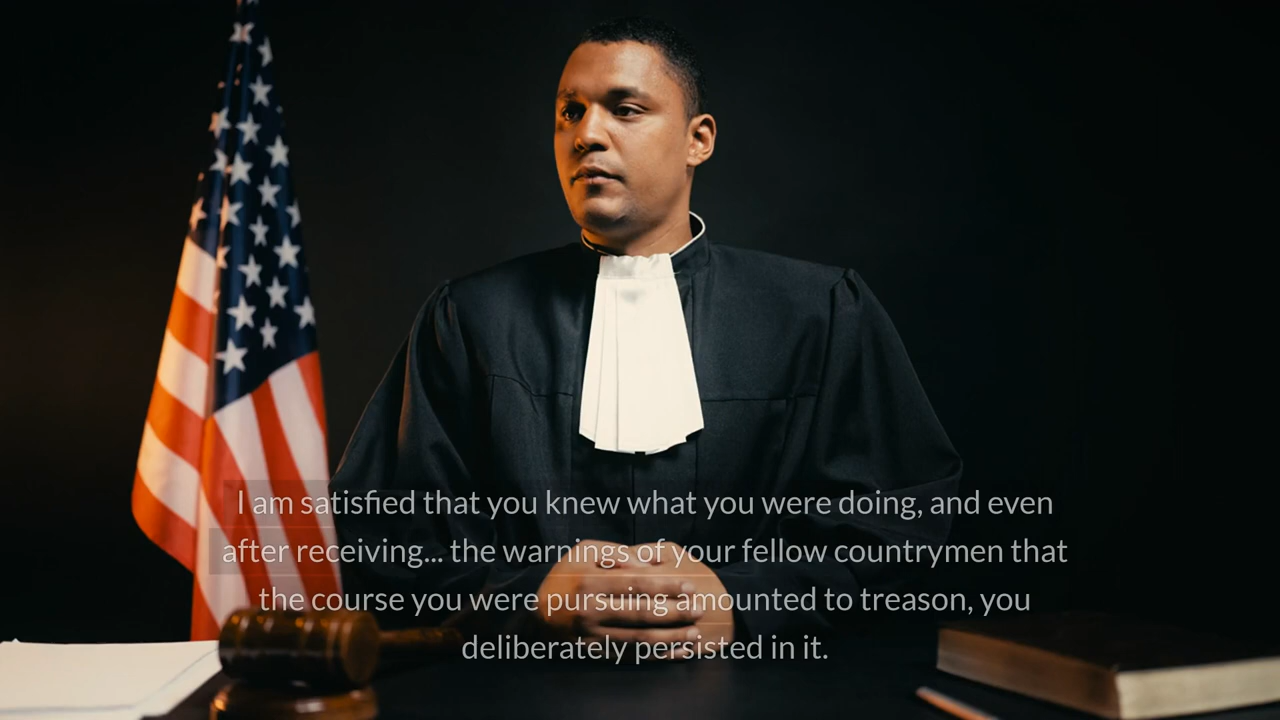 I am satisfied that you knew what you were doing, and even
after receiving... the warnings of your fellow countrymen that
the course you were pursuing amounted to treason, you
deliberately persisted in it.